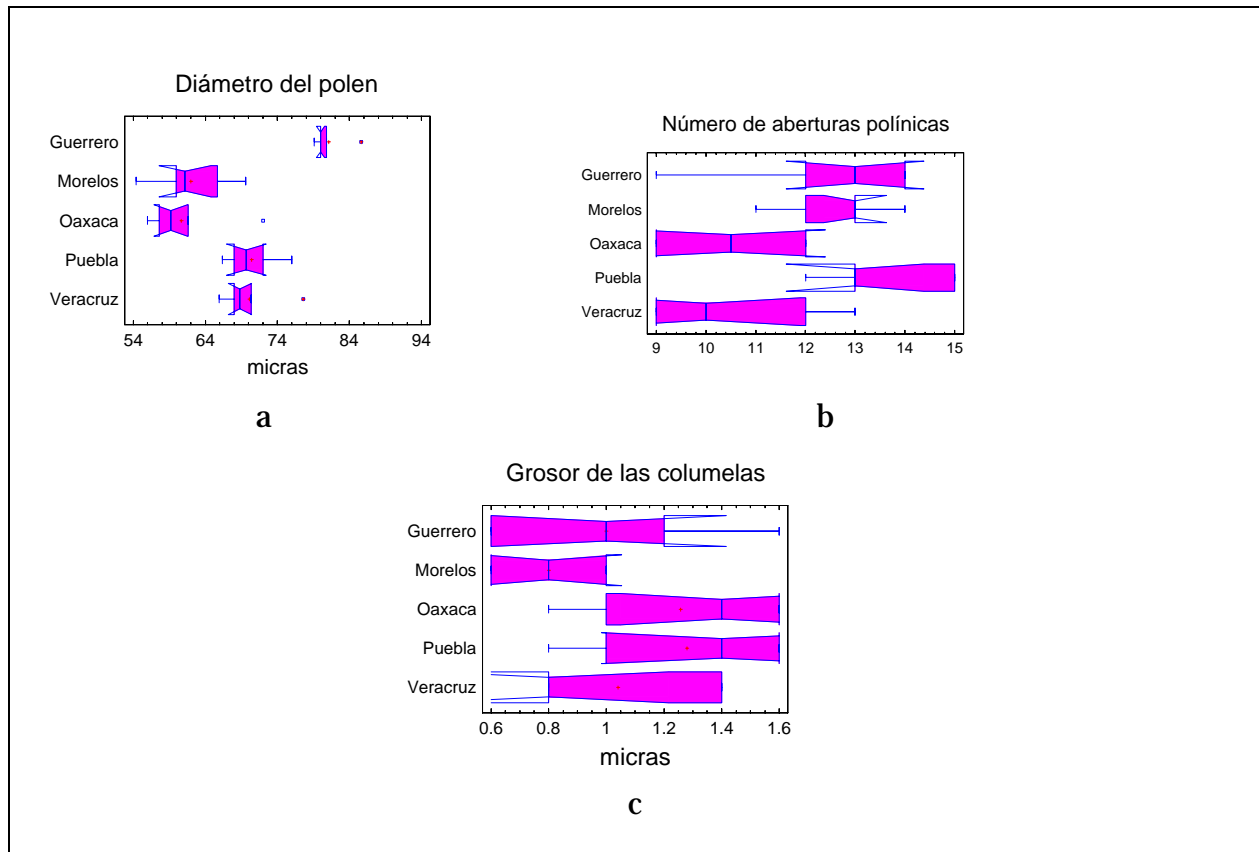 Diámetro del polen
Guerrero
Morelos
Oaxaca
Puebla
Veracruz
54 64 74 84 94
micras
a
Número de aberturas polínicas
Guerrero
Morelos
Oaxaca
Puebla
Veracruz
9 10 11 12 13 14 15
b
Grosor de las columelas
Guerrero
Morelos
Oaxaca
Puebla
Veracruz
0.6 0.8 1 1.2 1.4 1.6
micras
c